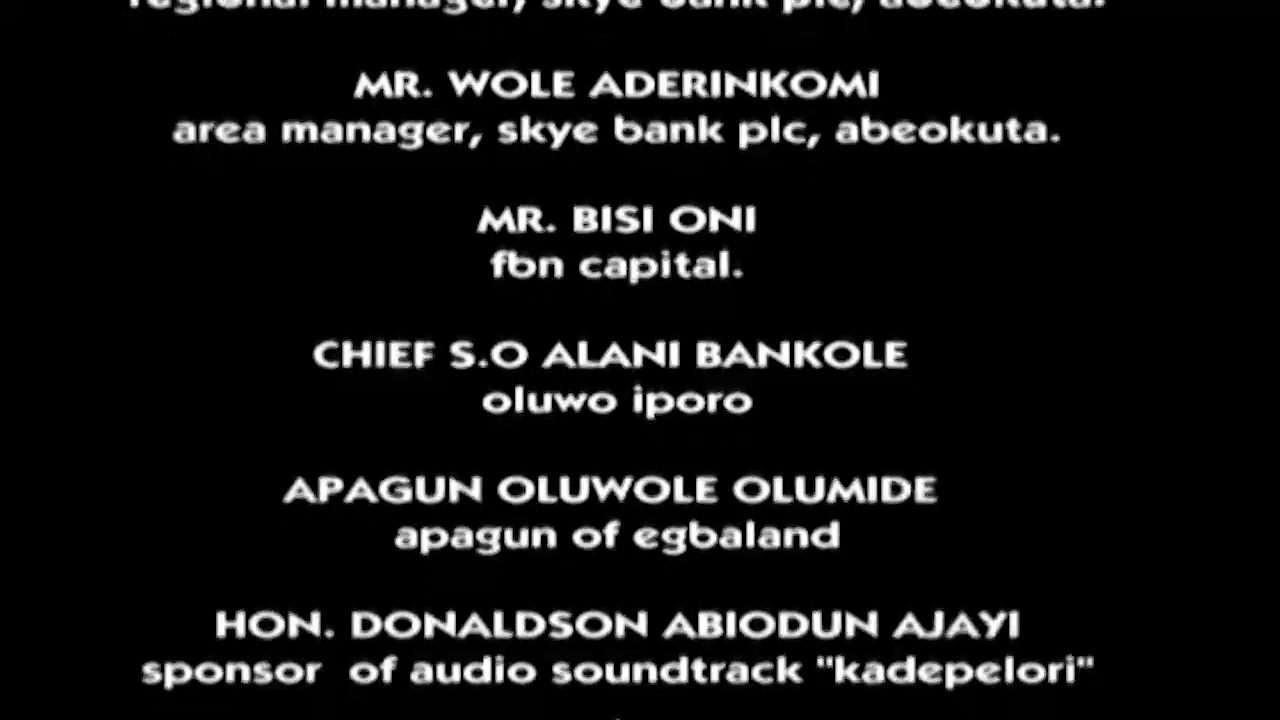 regional manager, skye bank plc, abeokuta.
MR. WOLE ADERINKOMI
area manager, skye bank plc, abeokuta.
MR. BISI ONI
fbn capital.
CHIEF S.O ALANI BANKOLE
oluwo iporo
APAGUN OLUWOLE OLUMIDE
apagun of egbaland
HON. DONALDSON ABIODUN AJAYI
sponsor  of audio soundtrack "kadepelori"